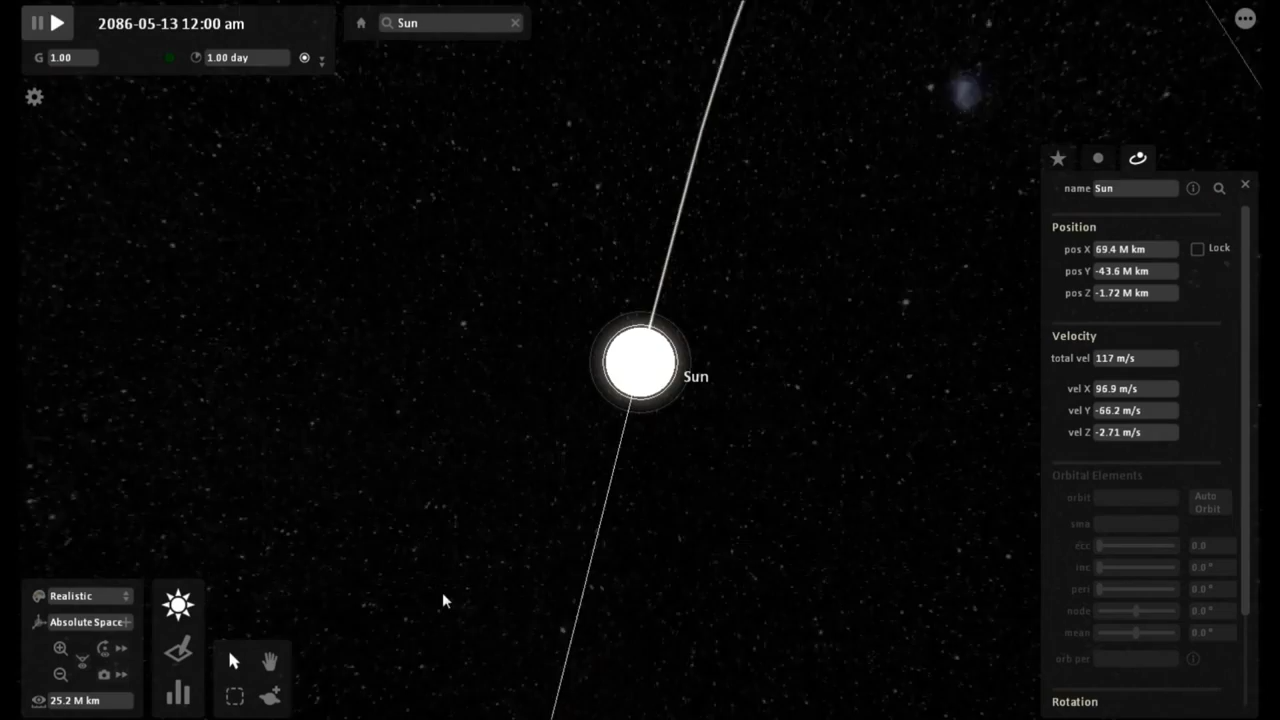 2086-05-13 12:00 am
Sun
G 1.00
1.00 day
name Sun
Position
pos X 69.4 M km
Lock
pos Y -43.6 M km
pos Z -1.72 M km
Velocity
total vel 117 m/s
Sun
vel X 96.9 m/s
vel Y -66.2 m/s
vel Z -2.71 m/s
Orbital Elements
orbit
Auto
Orbit
sma
ecc 0.0
inc 0.0 °
peri 0.0 °
node 0.0 °
mean 0.0 °
orb per
Realistic
Absolute Space
25.2 M km
Rotation